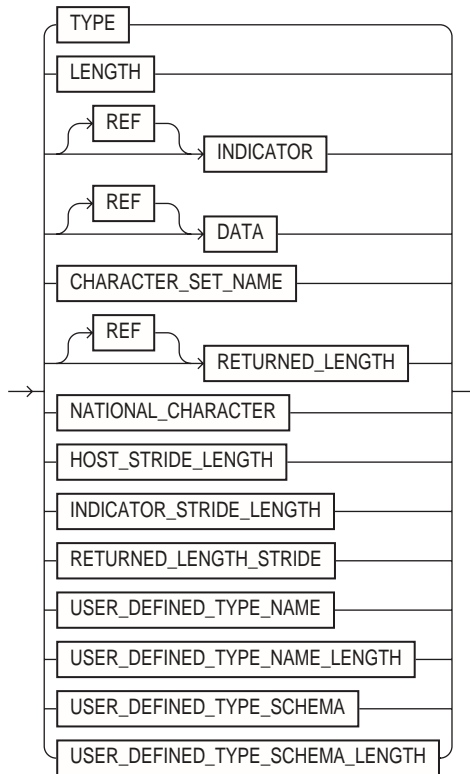 TYPE
LENGTH
REF
INDICATOR
REF
DATA
CHARACTER_SET_NAME
REF
RETURNED_LENGTH
NATIONAL_CHARACTER
HOST_STRIDE_LENGTH
INDICATOR_STRIDE_LENGTH
RETURNED_LENGTH_STRIDE
USER_DEFINED_TYPE_NAME
USER_DEFINED_TYPE_NAME_LENGTH
USER_DEFINED_TYPE_SCHEMA
USER_DEFINED_TYPE_SCHEMA_LENGTH